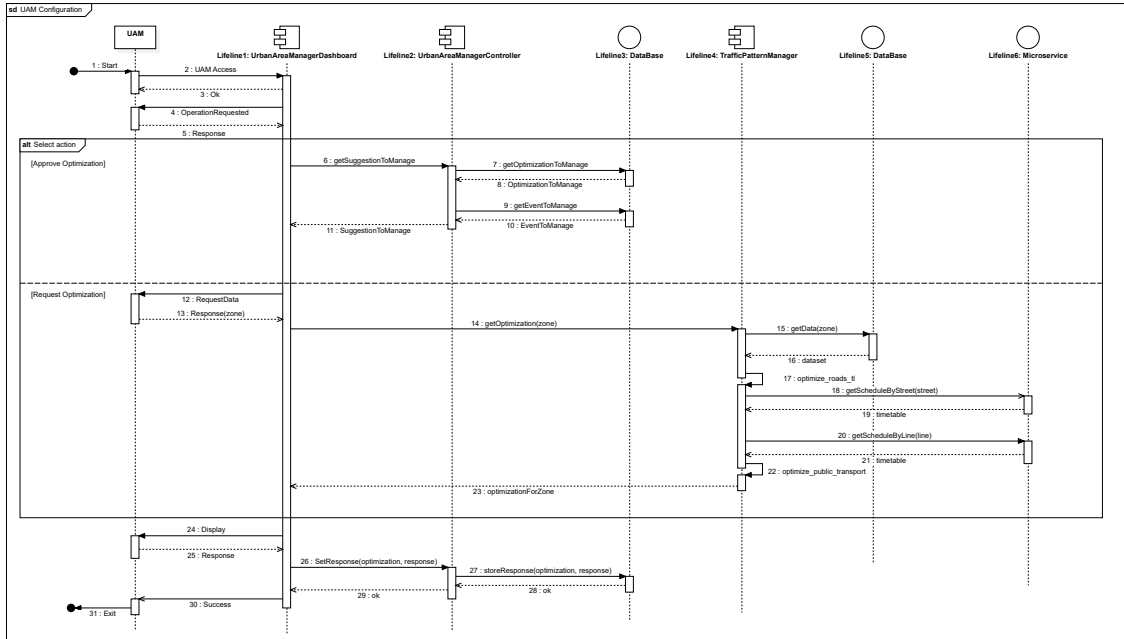 sd UAM Configuration
UAM
Lifeline1: UrbanAreaManagerDashboard
Lifeline2: UrbanAreaManagerController
Lifeline3: DataBase
Lifeline4: TrafficPatternManager
Lifeline5: DataBase
Lifeline6: Microservice
1 : Start
2 : UAM Access
3 : Ok
4 : OperationRequested
5 : Response
alt Select action
[Approve Optimization]
6 : getSuggestionToManage
7 : getOptimizationToManage
8 : OptimizationToManage
9 : getEventToManage
10 : EventToManage
11 : SuggestionToManage
[Request Optimization]
12 : RequestData
13 : Response(zone)
14 : getOptimization(zone)
15 : getData(zone)
16 : dataset
17 : optimize_roads_tl
18 : getScheduleByStreet(street)
19 : timetable
20 : getScheduleByLine(line)
21 : timetable
22 : optimize_public_transport
23 : optimizationForZone
24 : Display
25 : Response
26 : SetResponse(optimization, response)
27 : storeResponse(optimization, response)
28 : ok
29 : ok
30 : Success
31 : Exit